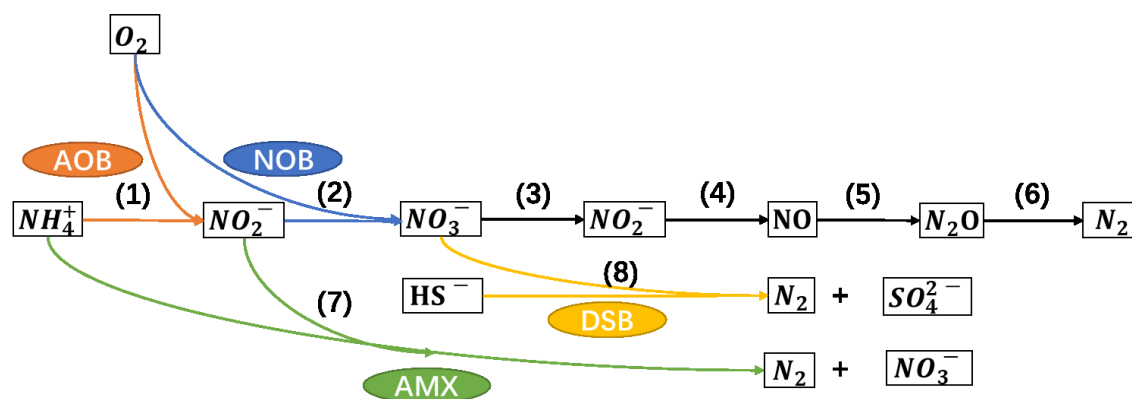 O₂
AOB NOB
(1) (2) (3) (4) (5) (6)
NH₄⁺ NO₂⁻ NO₃⁻ NO₂⁻ NO N₂O N₂
(8)
(7) HS⁻ N₂ + SO₄²⁻
DSB
N₂ + NO₃⁻
AMX